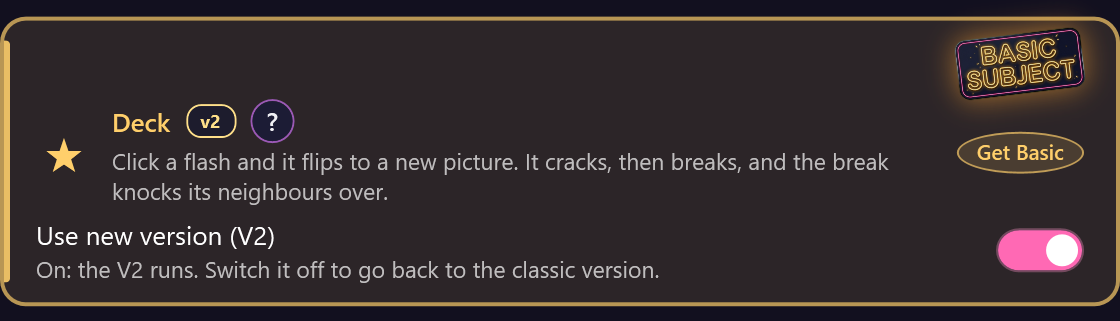 BASIC
SUBJECT
Deck v2 ?
Click a flash and it flips to a new picture. It cracks, then breaks, and the break
knocks its neighbours over.
Get Basic
Use new version (V2)
On: the V2 runs. Switch it off to go back to the classic version.